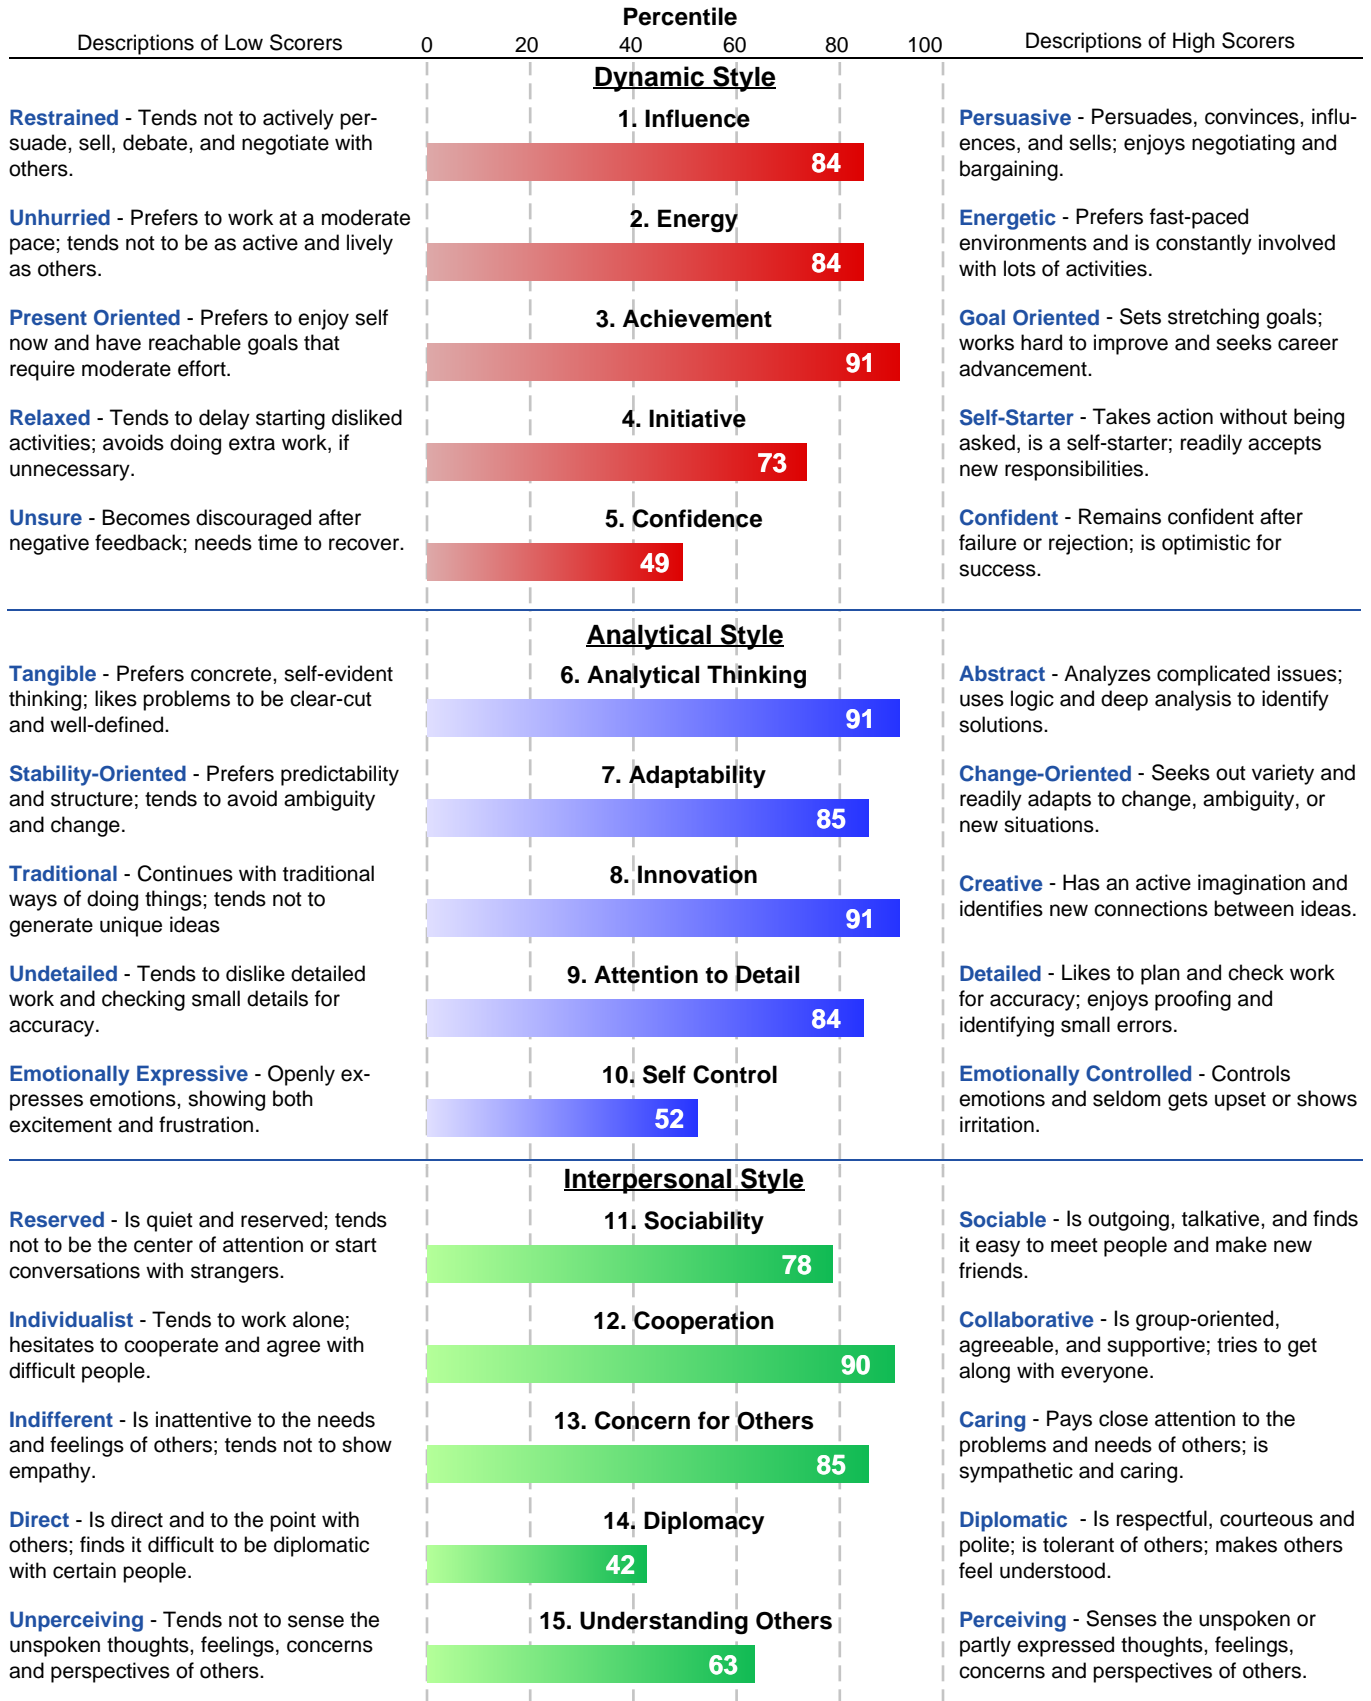 Percentile
Descriptions of Low Scorers 0 20 40 60 80 100 Descriptions of High Scorers
Dynamic Style
Restrained - Tends not to actively per-
suade, sell, debate, and negotiate with
others.
1. Influence
84
Persuasive - Persuades, convinces, influ-
ences, and sells; enjoys negotiating and
bargaining.
Unhurried - Prefers to work at a moderate
pace; tends not to be as active and lively
as others.
2. Energy
84
Energetic - Prefers fast-paced
environments and is constantly involved
with lots of activities.
Present Oriented - Prefers to enjoy self
now and have reachable goals that
require moderate effort.
3. Achievement
91
Goal Oriented - Sets stretching goals;
works hard to improve and seeks career
advancement.
Relaxed - Tends to delay starting disliked
activities; avoids doing extra work, if
unnecessary.
4. Initiative
73
Self-Starter - Takes action without being
asked, is a self-starter; readily accepts
new responsibilities.
Unsure - Becomes discouraged after
negative feedback; needs time to recover.
5. Confidence
49
Confident - Remains confident after
failure or rejection; is optimistic for
success.
Analytical Style
Tangible - Prefers concrete, self-evident
thinking; likes problems to be clear-cut
and well-defined.
6. Analytical Thinking
91
Abstract - Analyzes complicated issues;
uses logic and deep analysis to identify
solutions.
Stability-Oriented - Prefers predictability
and structure; tends to avoid ambiguity
and change.
7. Adaptability
85
Change-Oriented - Seeks out variety and
readily adapts to change, ambiguity, or
new situations.
Traditional - Continues with traditional
ways of doing things; tends not to
generate unique ideas
8. Innovation
91
Creative - Has an active imagination and
identifies new connections between ideas.
Undetailed - Tends to dislike detailed
work and checking small details for
accuracy.
9. Attention to Detail
84
Detailed - Likes to plan and check work
for accuracy; enjoys proofing and
identifying small errors.
Emotionally Expressive - Openly ex-
presses emotions, showing both
excitement and frustration.
10. Self Control
52
Emotionally Controlled - Controls
emotions and seldom gets upset or shows
irritation.
Interpersonal Style
Reserved - Is quiet and reserved; tends
not to be the center of attention or start
conversations with strangers.
11. Sociability
78
Sociable - Is outgoing, talkative, and finds
it easy to meet people and make new
friends.
Individualist - Tends to work alone;
hesitates to cooperate and agree with
difficult people.
12. Cooperation
90
Collaborative - Is group-oriented,
agreeable, and supportive; tries to get
along with everyone.
Indifferent - Is inattentive to the needs
and feelings of others; tends not to show
empathy.
13. Concern for Others
85
Caring - Pays close attention to the
problems and needs of others; is
sympathetic and caring.
Direct - Is direct and to the point with
others; finds it difficult to be diplomatic
with certain people.
14. Diplomacy
42
Diplomatic - Is respectful, courteous and
polite; is tolerant of others; makes others
feel understood.
Unperceiving - Tends not to sense the
unspoken thoughts, feelings, concerns
and perspectives of others.
15. Understanding Others
63
Perceiving - Senses the unspoken or
partly expressed thoughts, feelings,
concerns and perspectives of others.